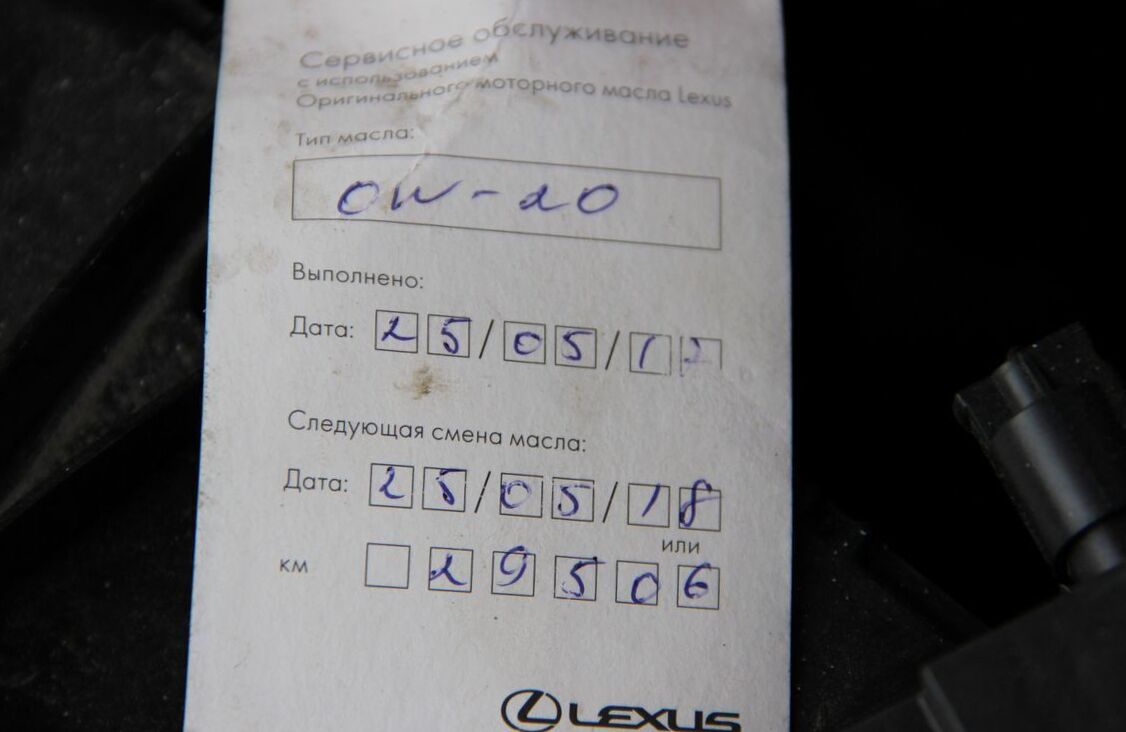 Сервисное обслуживание
с использованием
Оригинального моторного масла Lexus
Тип масла:
0W-20
Выполнено:
Дата: 25/05/1
Следующая смена масла:
Дата: 25/05/18
или
км 29506
LEXUS